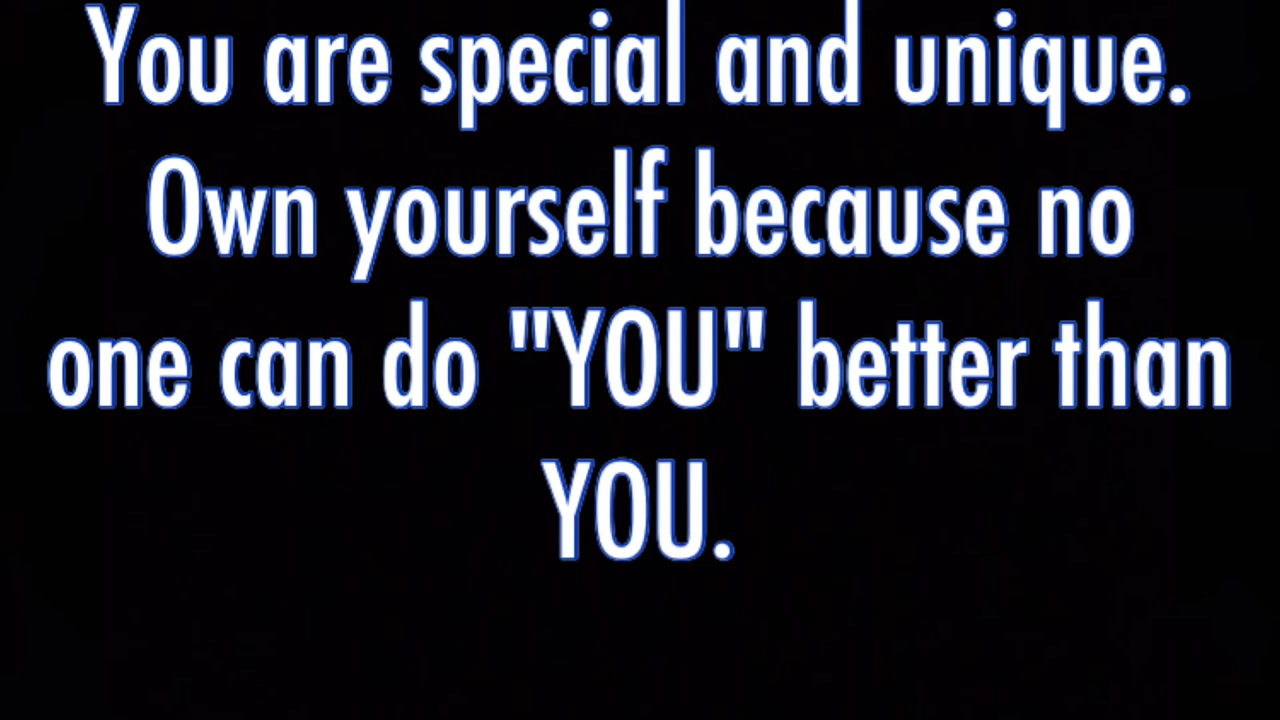 You are special and unique.
Own yourself because no
one can do "YOU" better than
YOU.